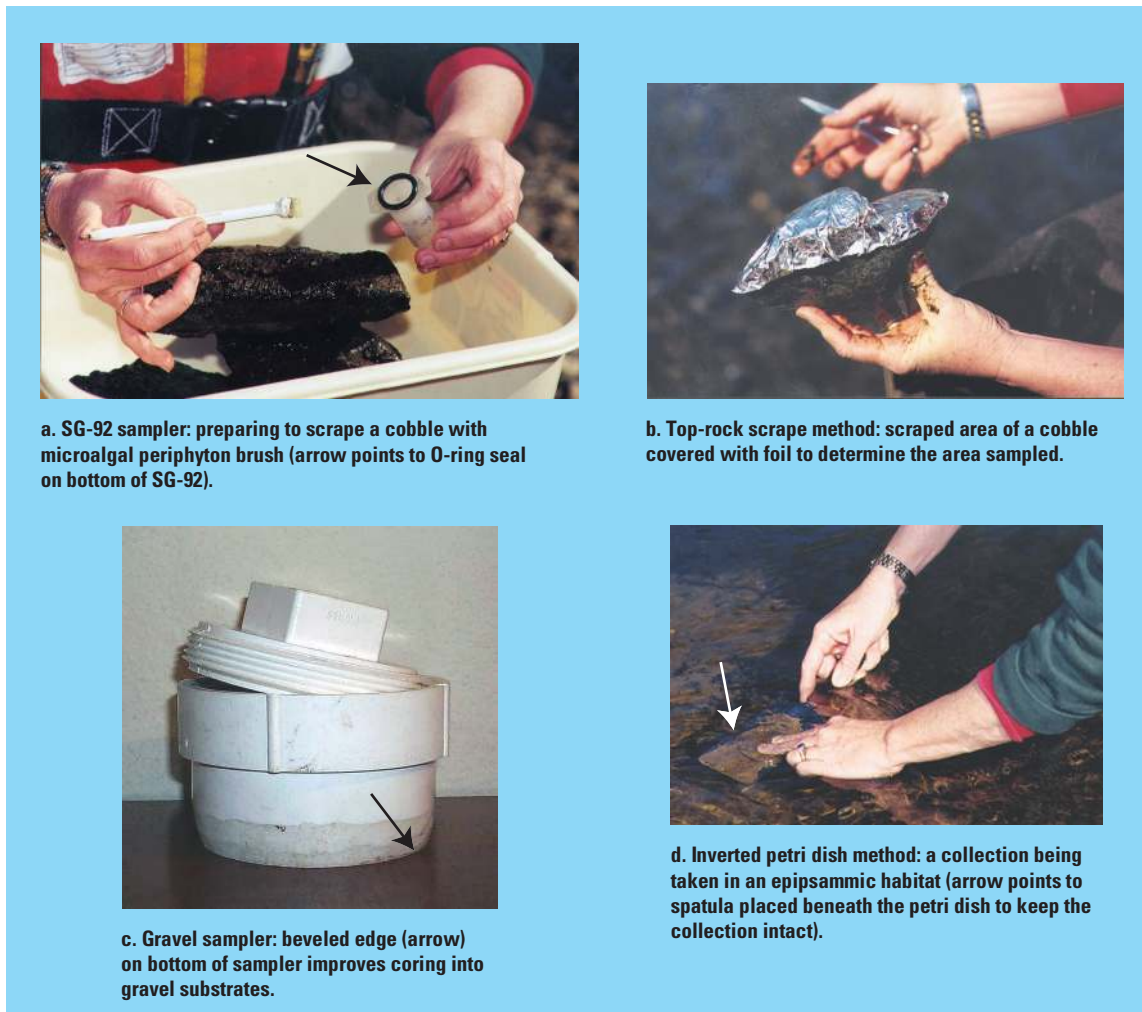 a. SG-92 sampler: preparing to scrape a cobble with
microalgal periphyton brush (arrow points to O-ring seal
on bottom of SG-92).
b. Top-rock scrape method: scraped area of a cobble
covered with foil to determine the area sampled.
c. Gravel sampler: beveled edge (arrow)
on bottom of sampler improves coring into
gravel substrates.
d. Inverted petri dish method: a collection being
taken in an epipsammic habitat (arrow points to
spatula placed beneath the petri dish to keep the
collection intact).